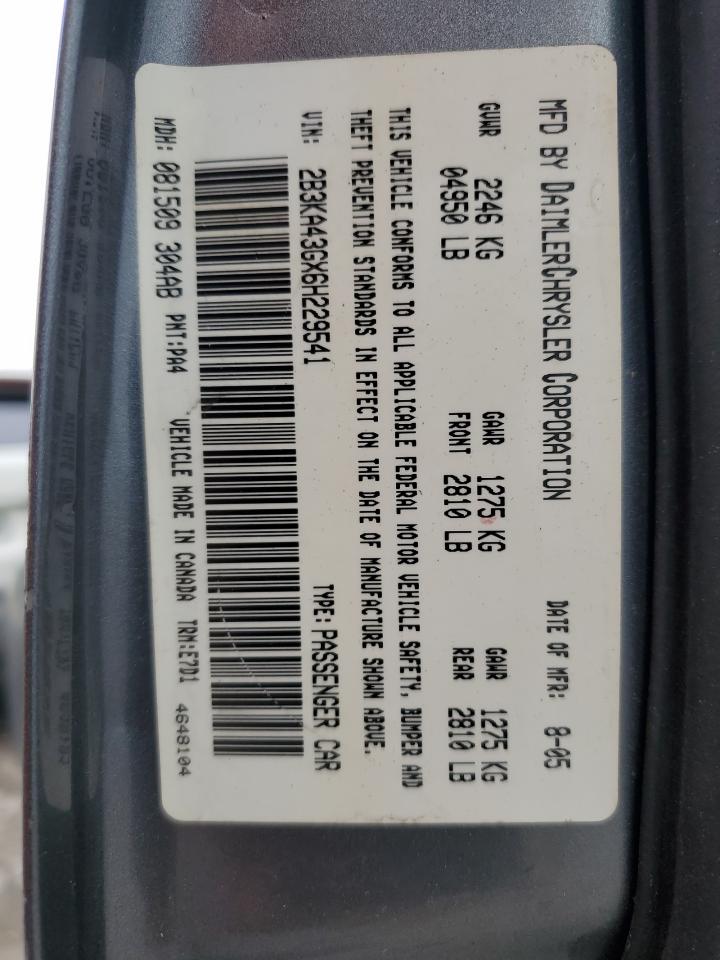 MFD BY DAIMLERCHRYSLER CORPORATION DATE OF MFR: 8-05
GVWR 2246 KG GAWR 1275 KG GAWR 1275 KG
04950 LB FRONT 2810 LB REAR 2810 LB
THIS VEHICLE CONFORMS TO ALL APPLICABLE FEDERAL MOTOR VEHICLE SAFETY, BUMPER AND
THEFT PREVENTION STANDARDS IN EFFECT ON THE DATE OF MANUFACTURE SHOWN ABOVE.
VIN: 2B3KA43GX6H229541 TYPE: PASSENGER CAR
MDH: 081509 304AB PNT:PA4 VEHICLE MADE IN CANADA TRM:E7D1 4648104